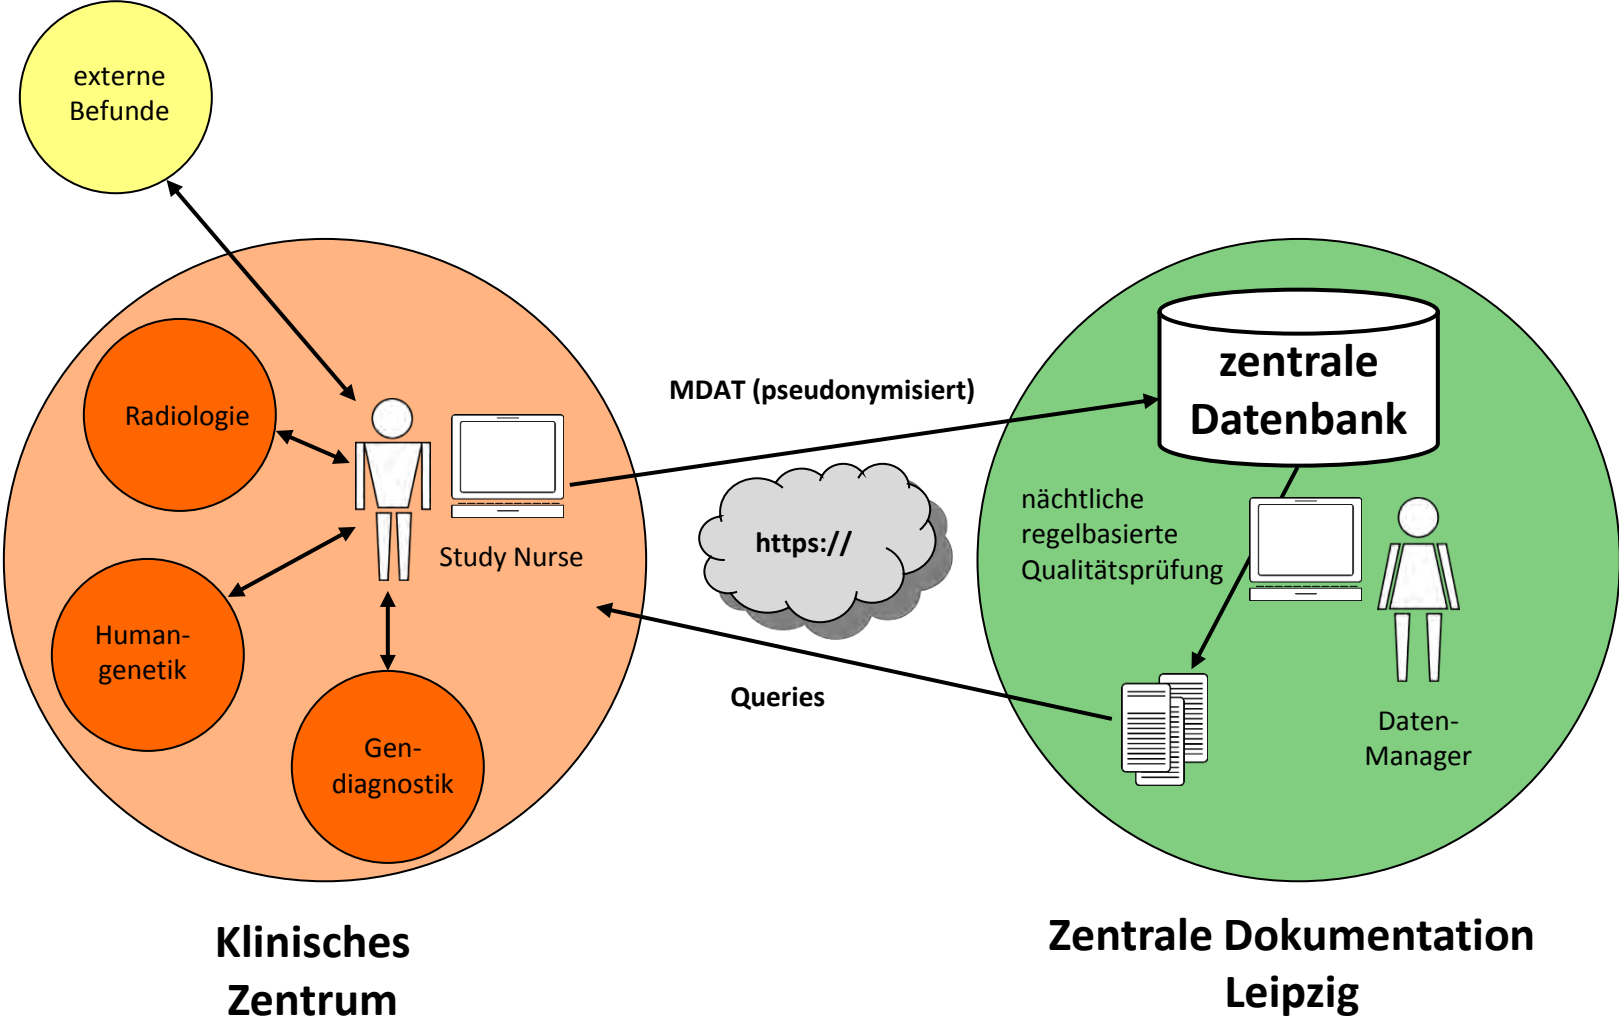 externe
Befunde
Radiologie
Study Nurse
Human-
genetik
Gen-
diagnostik
Klinisches
Zentrum
MDAT (pseudonymisiert)
https://
Queries
zentrale
Datenbank
nächtliche
regelbasierte
Qualitätsprüfung
Daten-
Manager
Zentrale Dokumentation
Leipzig